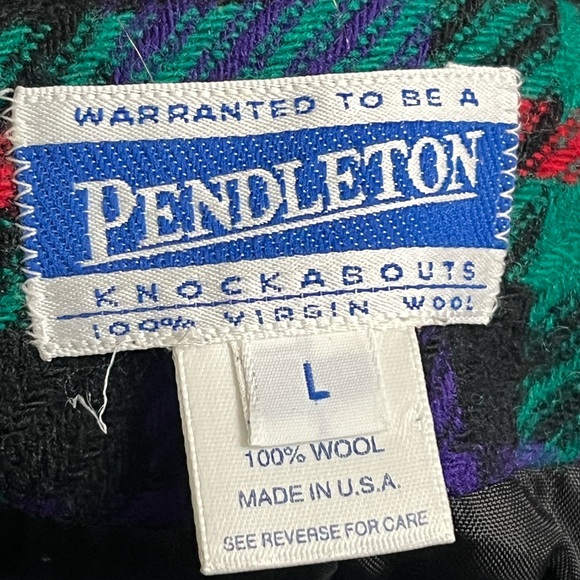 WARRANTED TO BE A
PENDLETON
KNOCKABOUTS
100% VIRGIN WOOL
L
100% WOOL
MADE IN U.S.A.
SEE REVERSE FOR CARE